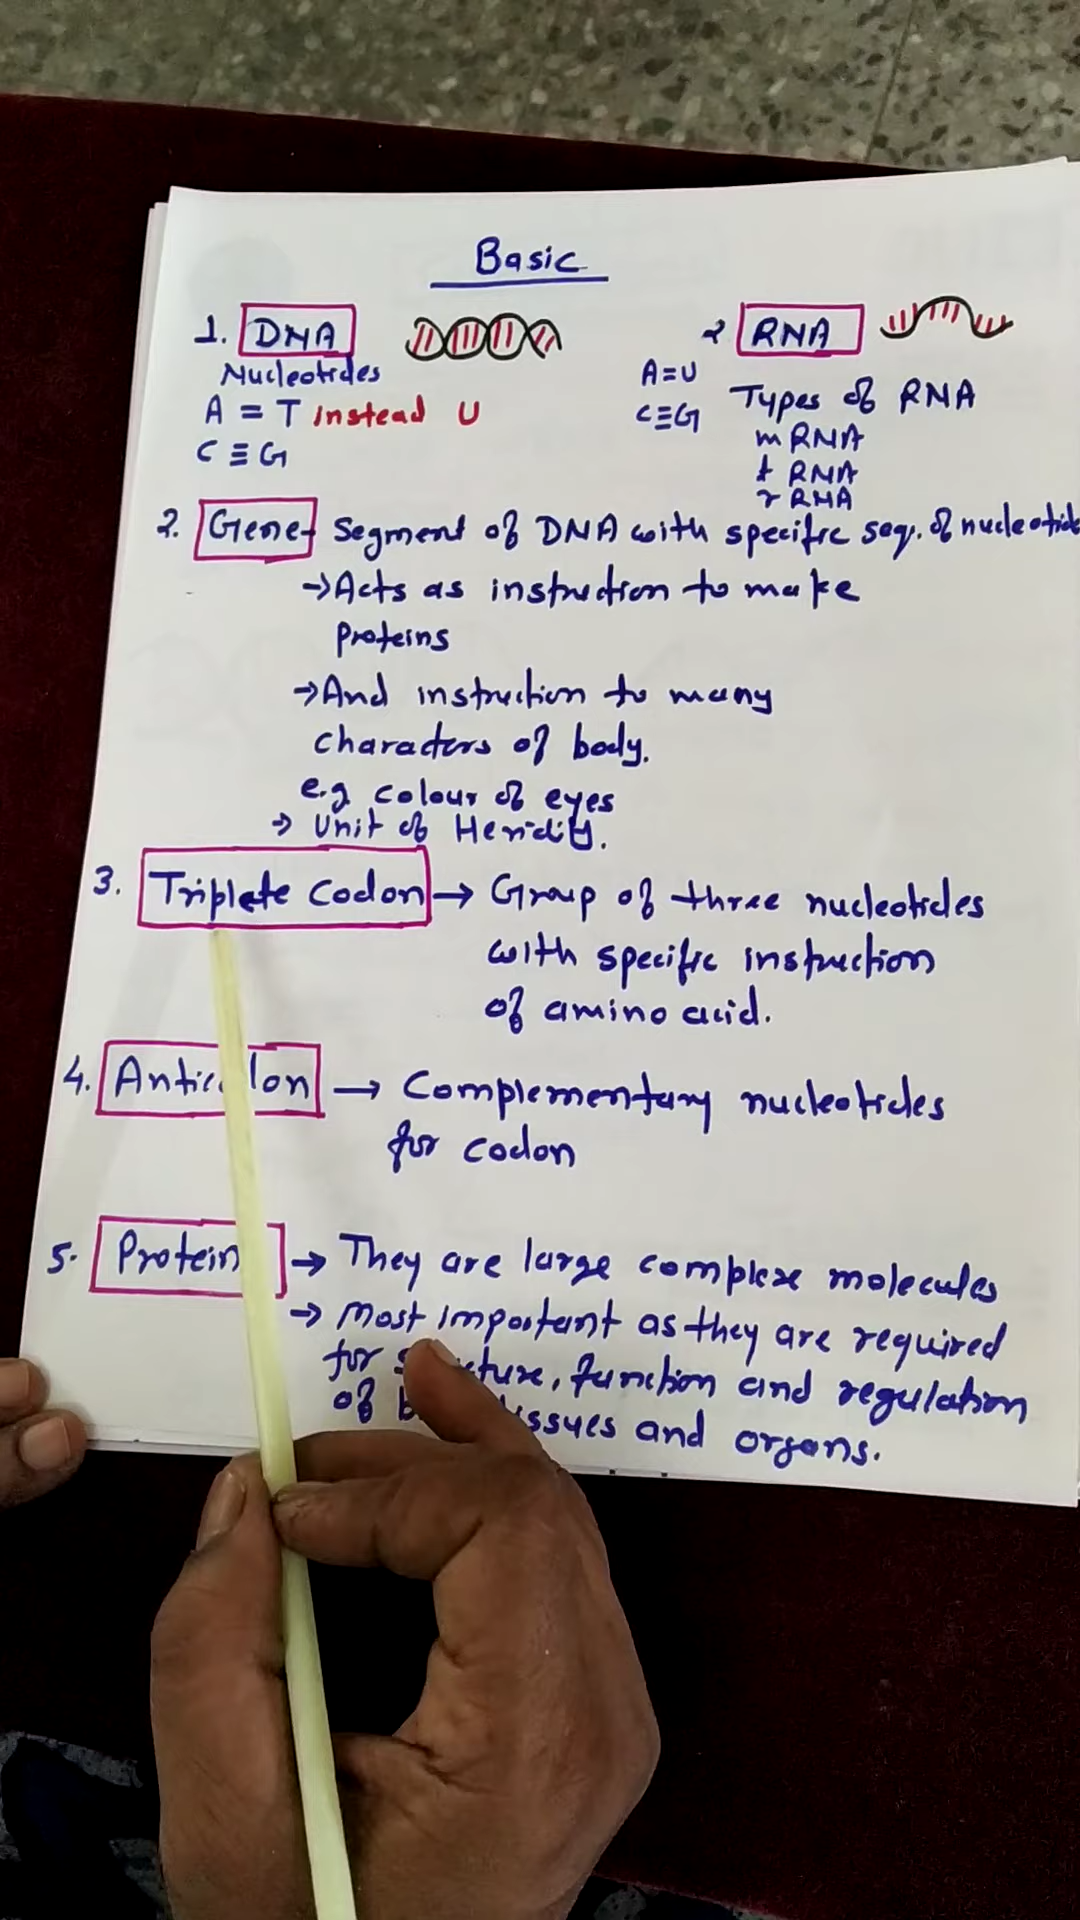 Basic
1. DNA
Nucleotides
A = T instead U
C ≡ G
2 RNA
A=U
C≡G
Types of RNA
mRNA
t RNA
r RNA
2. Gene- Segment of DNA with specific seq. of nucleotide
→Acts as instruction to make
Proteins
→And instruction to many
characters of body.
e.g colour of eyes
→ Unit of
3. Triplete codon → Group of three nucleotides
with specific instruction
of amino acid.
4. → Complementary nucleotides
for codon
5. Protein → They are large complexe molecules
→ Most important as they are required
for function and regulation
of tissues and organs.